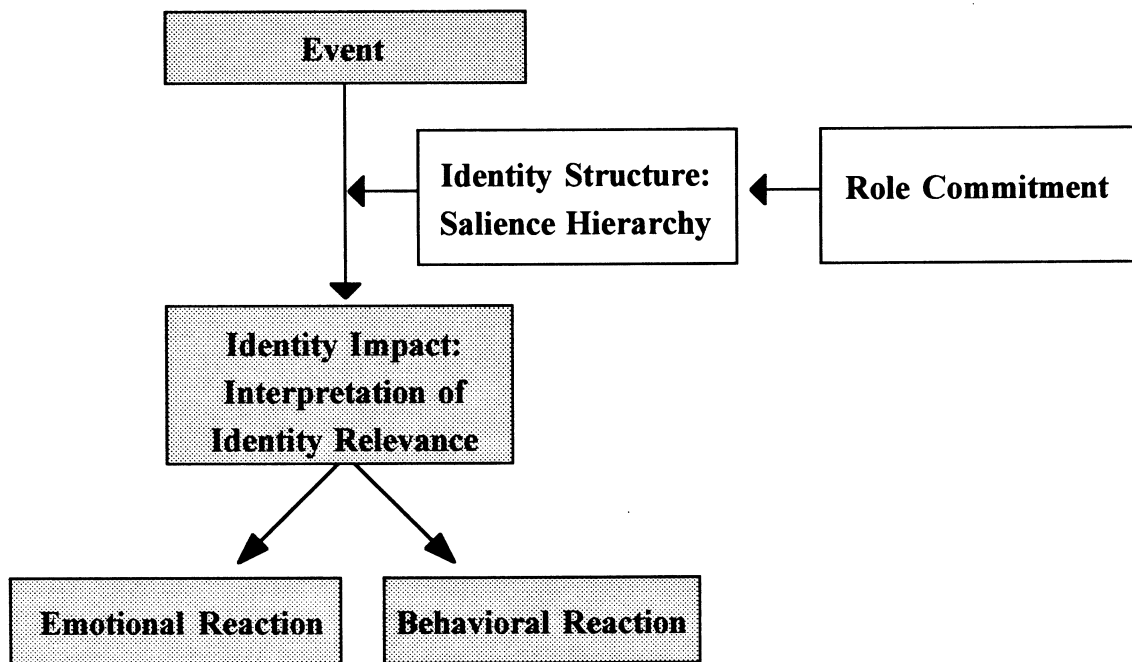 Event
Identity Structure:
Salience Hierarchy
Role Commitment
Identity Impact:
Interpretation of
Identity Relevance
Emotional Reaction
Behavioral Reaction